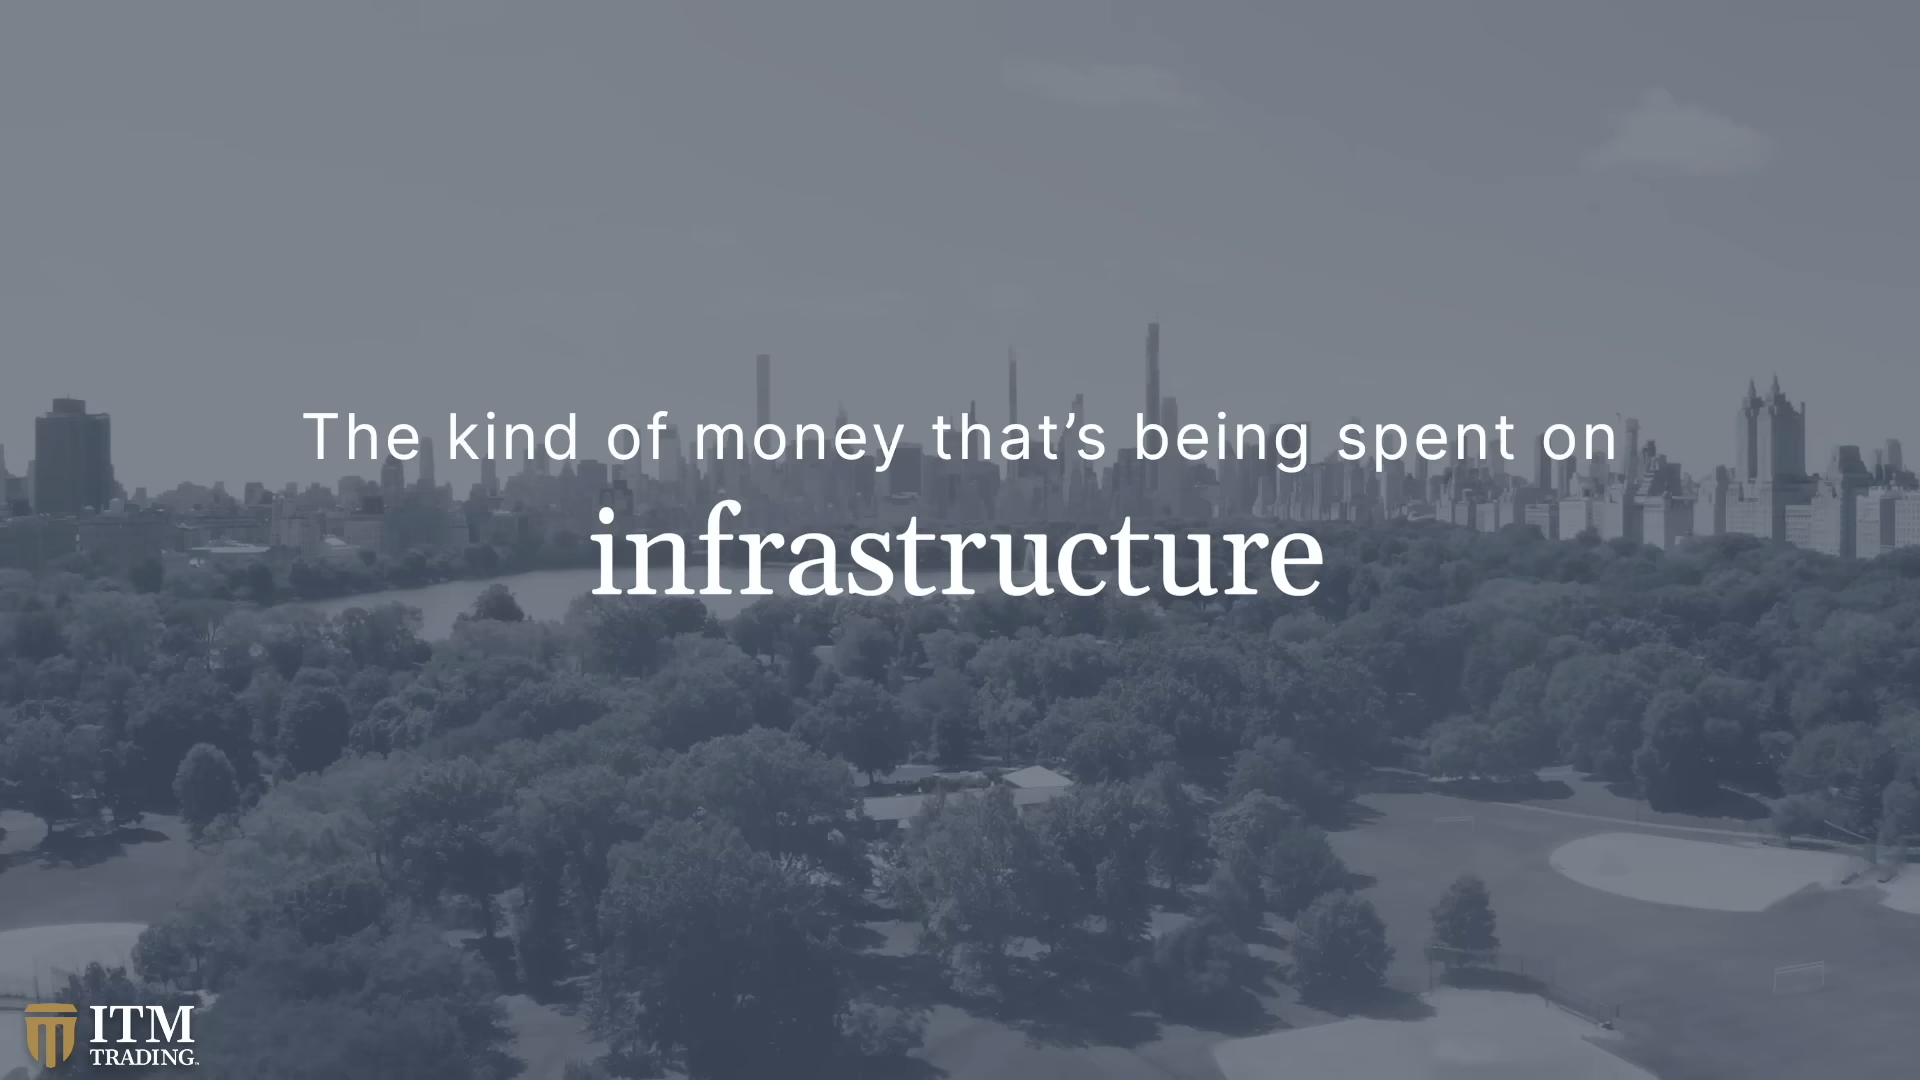 The kind of money that’s being spent on
infrastructure
ITM
TRADING